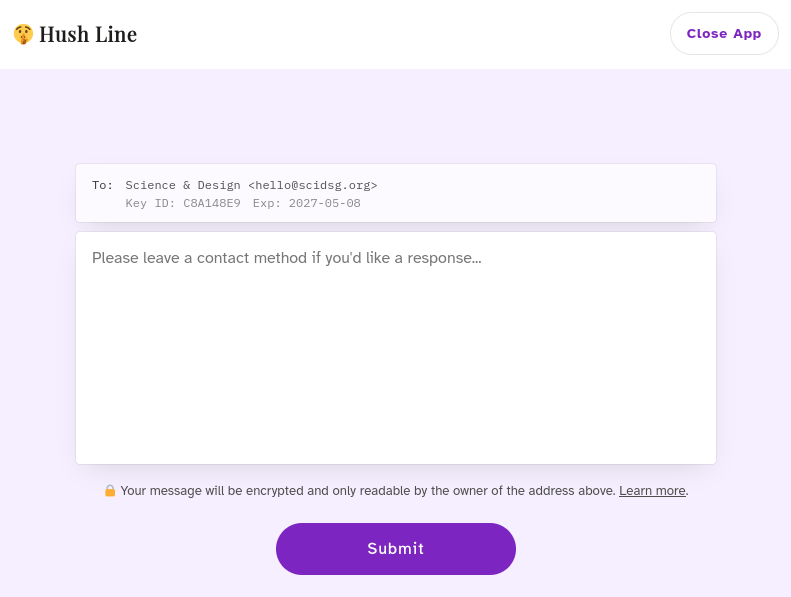 Hush Line
Close App
To: Science & Design <hello@scidsg.org>
Key ID: C8A148E9 Exp: 2027-05-08
Please leave a contact method if you'd like a response...
Your message will be encrypted and only readable by the owner of the address above. Learn more.
Submit